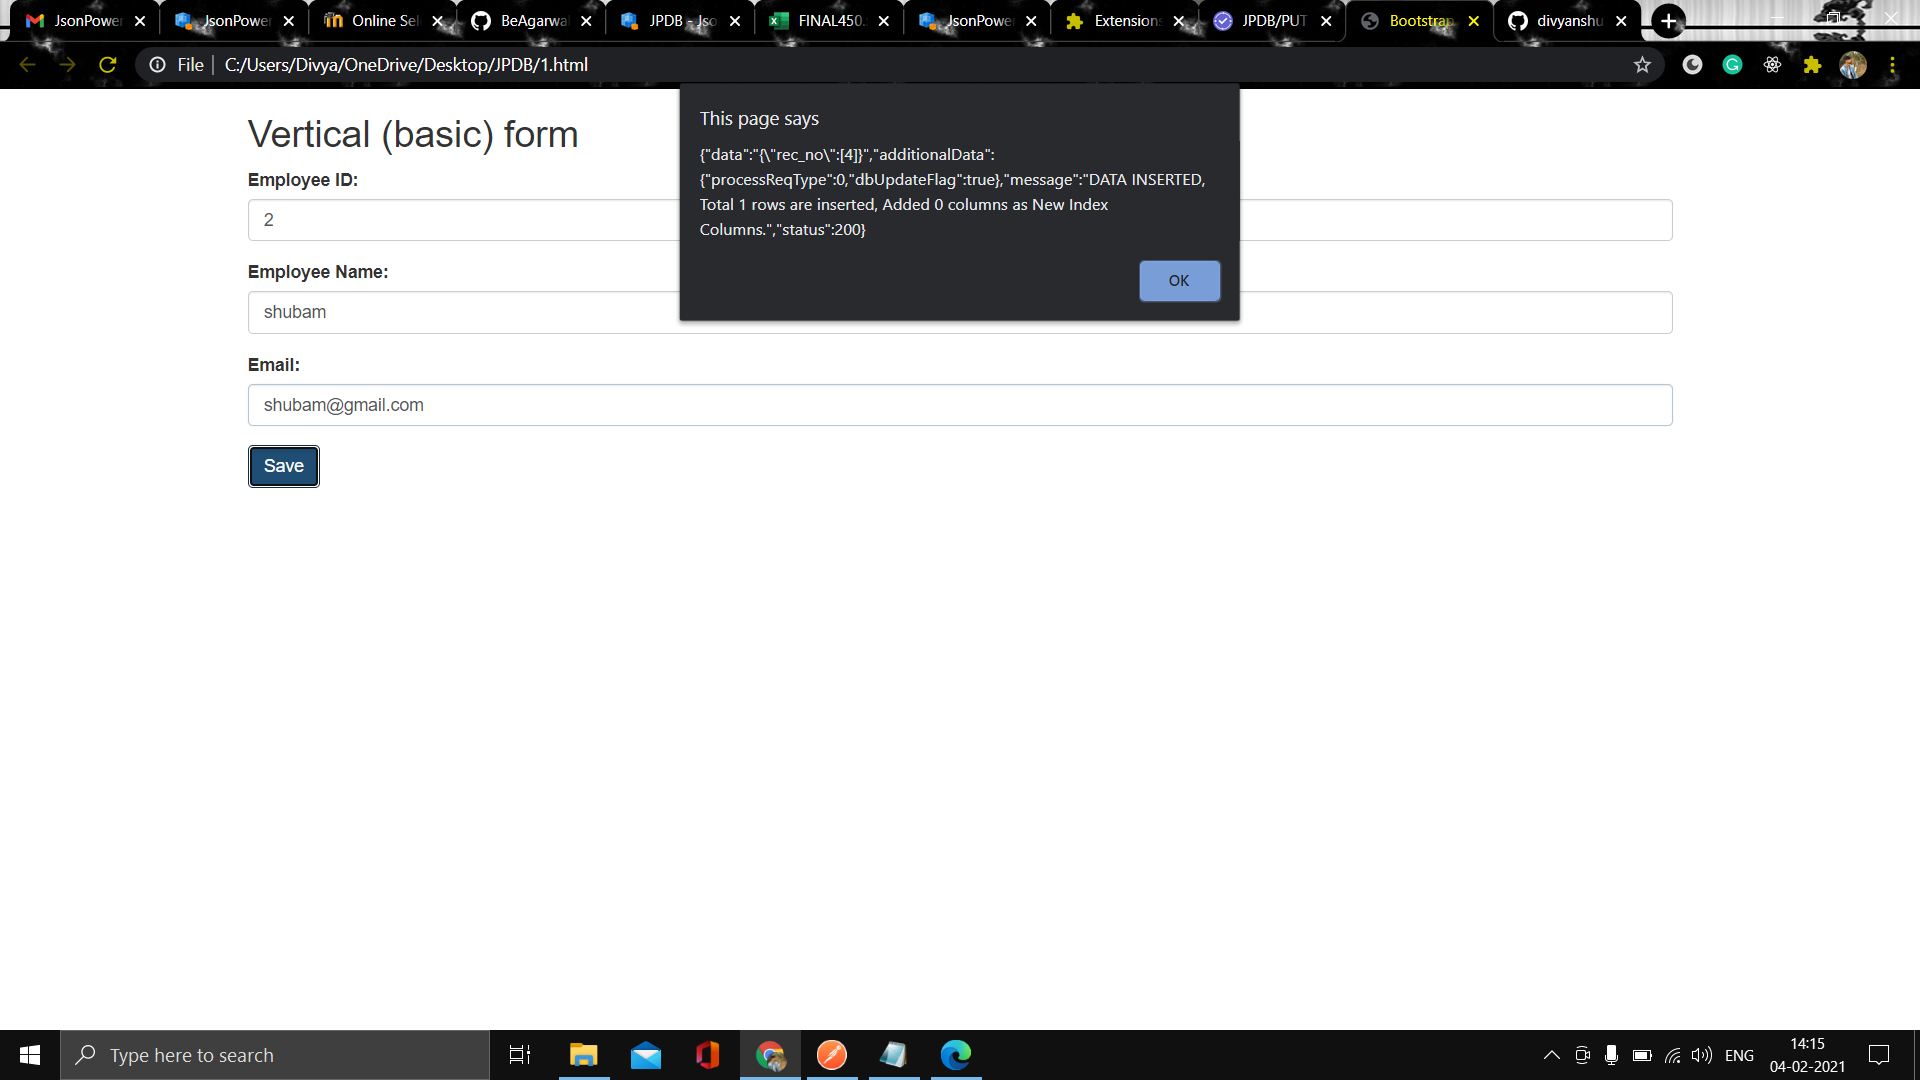 JsonPower
JsonPower
Online Sel
BeAgarwal
JPDB - Jso
FINAL450.
JsonPower
Extensions
JPDB/PUT
Bootstrap
divyanshu
File
C:/Users/Divya/OneDrive/Desktop/JPDB/1.html
This page says
{"data":"{\"rec_no\":[4]}","additionalData":
{"processReqType":0,"dbUpdateFlag":true},"message":"DATA INSERTED,
Total 1 rows are inserted, Added 0 columns as New Index
Columns.","status":200}
OK
Vertical (basic) form
Employee ID:
2
Employee Name:
shubam
Email:
shubam@gmail.com
Save
Type here to search
ENG
14:15
04-02-2021